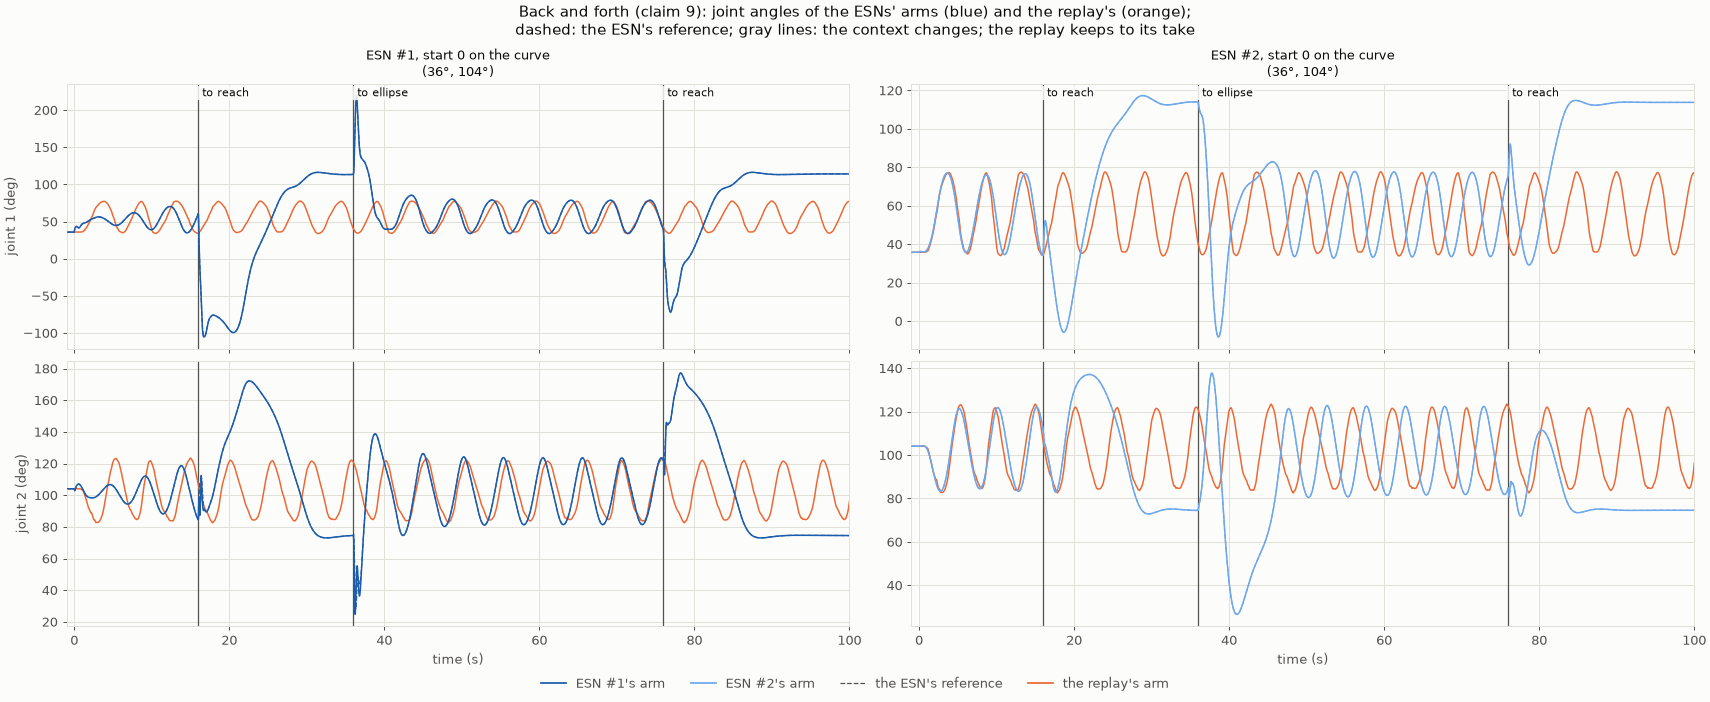 Back and forth (claim 9): joint angles of the ESNs' arms (blue) and the replay's (orange);
dashed: the ESN's reference; gray lines: the context changes; the replay keeps to its take
ESN #1, start 0 on the curve
(36°, 104°)
to reach
to ellipse
to reach
200
150
100
50
0
−50
−100
joint 1 (deg)
ESN #2, start 0 on the curve
(36°, 104°)
to reach
to ellipse
to reach
120
100
80
60
40
20
0
180
160
140
120
100
80
60
40
20
joint 2 (deg)
0
20
40
60
80
100
time (s)
140
120
100
80
60
40
0
20
40
60
80
100
time (s)
ESN #1's arm
ESN #2's arm
the ESN's reference
the replay's arm